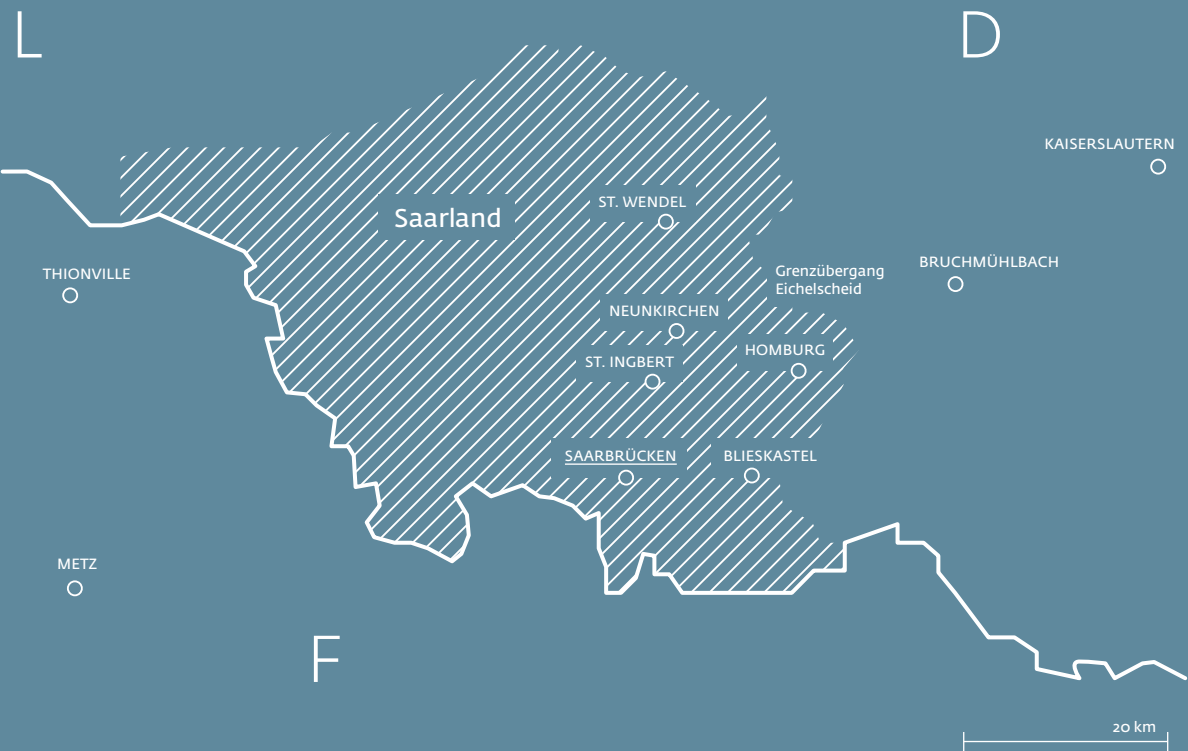 L
D
KAISERSLAUTERN
ST. WENDEL
Saarland
BRUCHMÜHLBACH
THIONVILLE
Grenzübergang
Eichelscheid
NEUNKIRCHEN
HOMBURG
ST. INGBERT
SAARBRÜCKEN
BLIESKASTEL
METZ
F
20 km